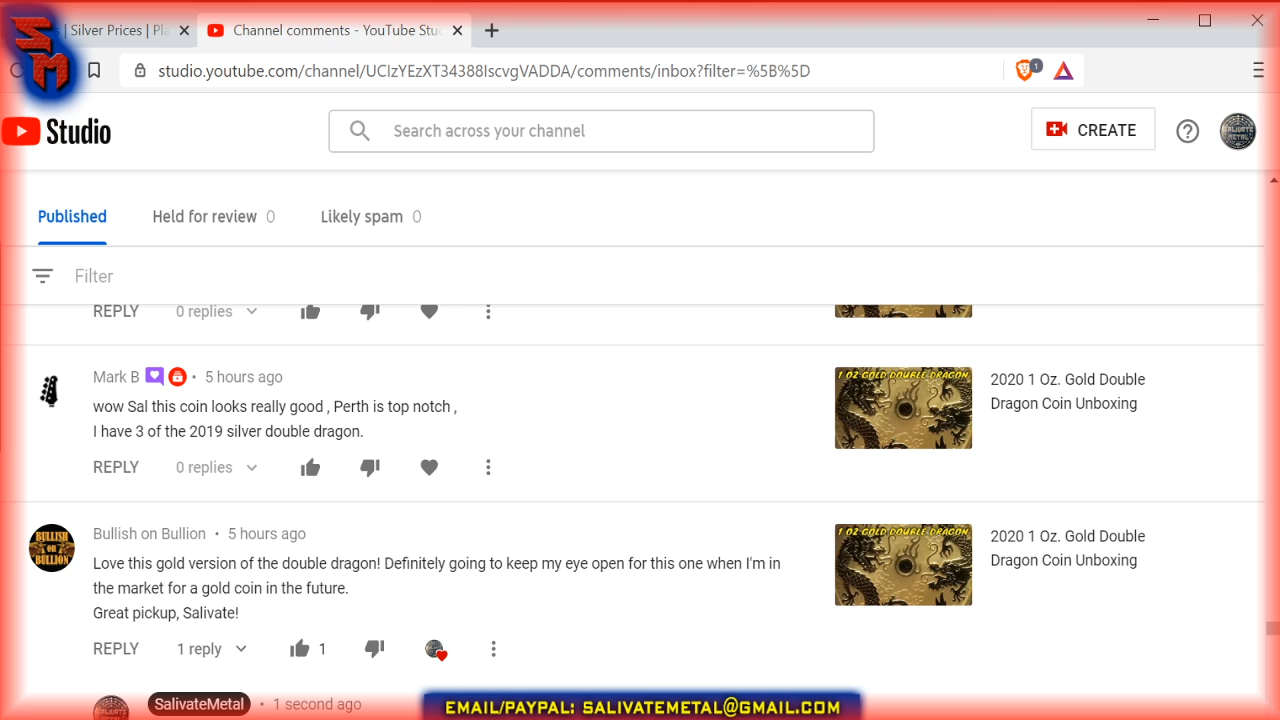 SM
| Silver Prices | Pla
Channel comments - YouTube Stud
studio.youtube.com/channel/UCIzYEzXT34388IscvgVADDA/comments/inbox?filter=%5B%5D
1
Studio
Search across your channel
CREATE
SALIVATE METAL
Published
Held for review 0
Likely spam 0
Filter
REPLY 0 replies
Mark B • 5 hours ago
wow Sal this coin looks really good , Perth is top notch ,
I have 3 of the 2019 silver double dragon.
REPLY 0 replies
1 OZ GOLD DOUBLE DRAGON
2020 1 Oz. Gold Double
Dragon Coin Unboxing
BULLISH
on
BULLION
Bullish on Bullion • 5 hours ago
Love this gold version of the double dragon! Definitely going to keep my eye open for this one when I'm in
the market for a gold coin in the future.
Great pickup, Salivate!
REPLY 1 reply 1
1 OZ GOLD DOUBLE DRAGON
2020 1 Oz. Gold Double
Dragon Coin Unboxing
SalivateMetal • 1 second ago
EMAIL/PAYPAL: SALIVATEMETAL@GMAIL.COM